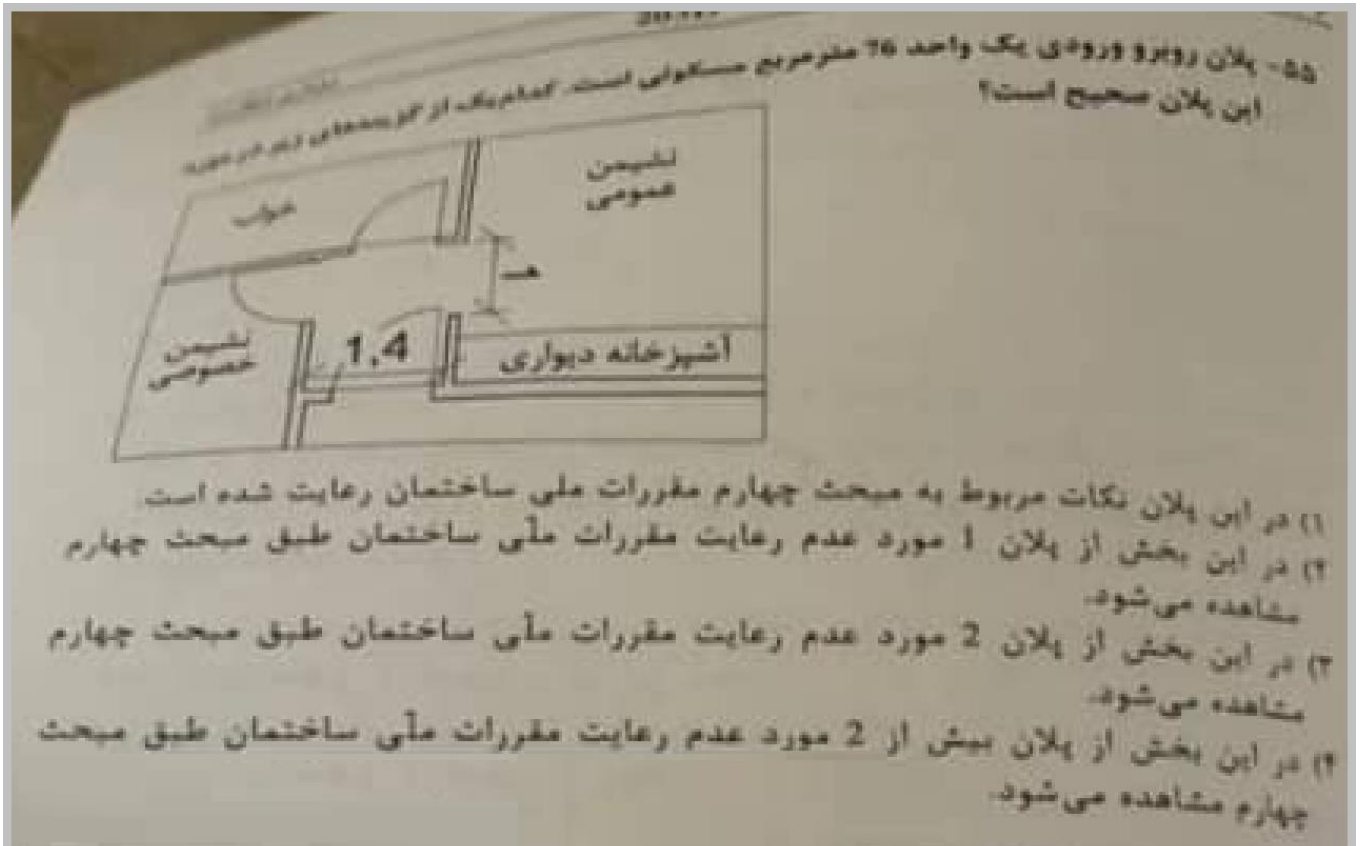 ۵۵- پلان روبرو ورودی یک واحد 76 مترمربع مسکونی است. کدام‌یک از گزینه‌های زیر در مورد
این پلان صحیح است؟
نشیمن
عمومی
خواب
هـ
نشیمن
خصوصی
1,4
آشپزخانه دیواری
۱) در این پلان نکات مربوط به مبحث چهارم مقررات ملی ساختمان رعایت شده است.
۲) در این بخش از پلان 1 مورد عدم رعایت مقررات ملّی ساختمان طبق مبحث چهارم
مشاهده می‌شود.
۳) در این بخش از پلان 2 مورد عدم رعایت مقررات ملّی ساختمان طبق مبحث چهارم
مشاهده می‌شود.
۴) در این بخش از پلان بیش از 2 مورد عدم رعایت مقررات ملّی ساختمان طبق مبحث
چهارم مشاهده می‌شود.